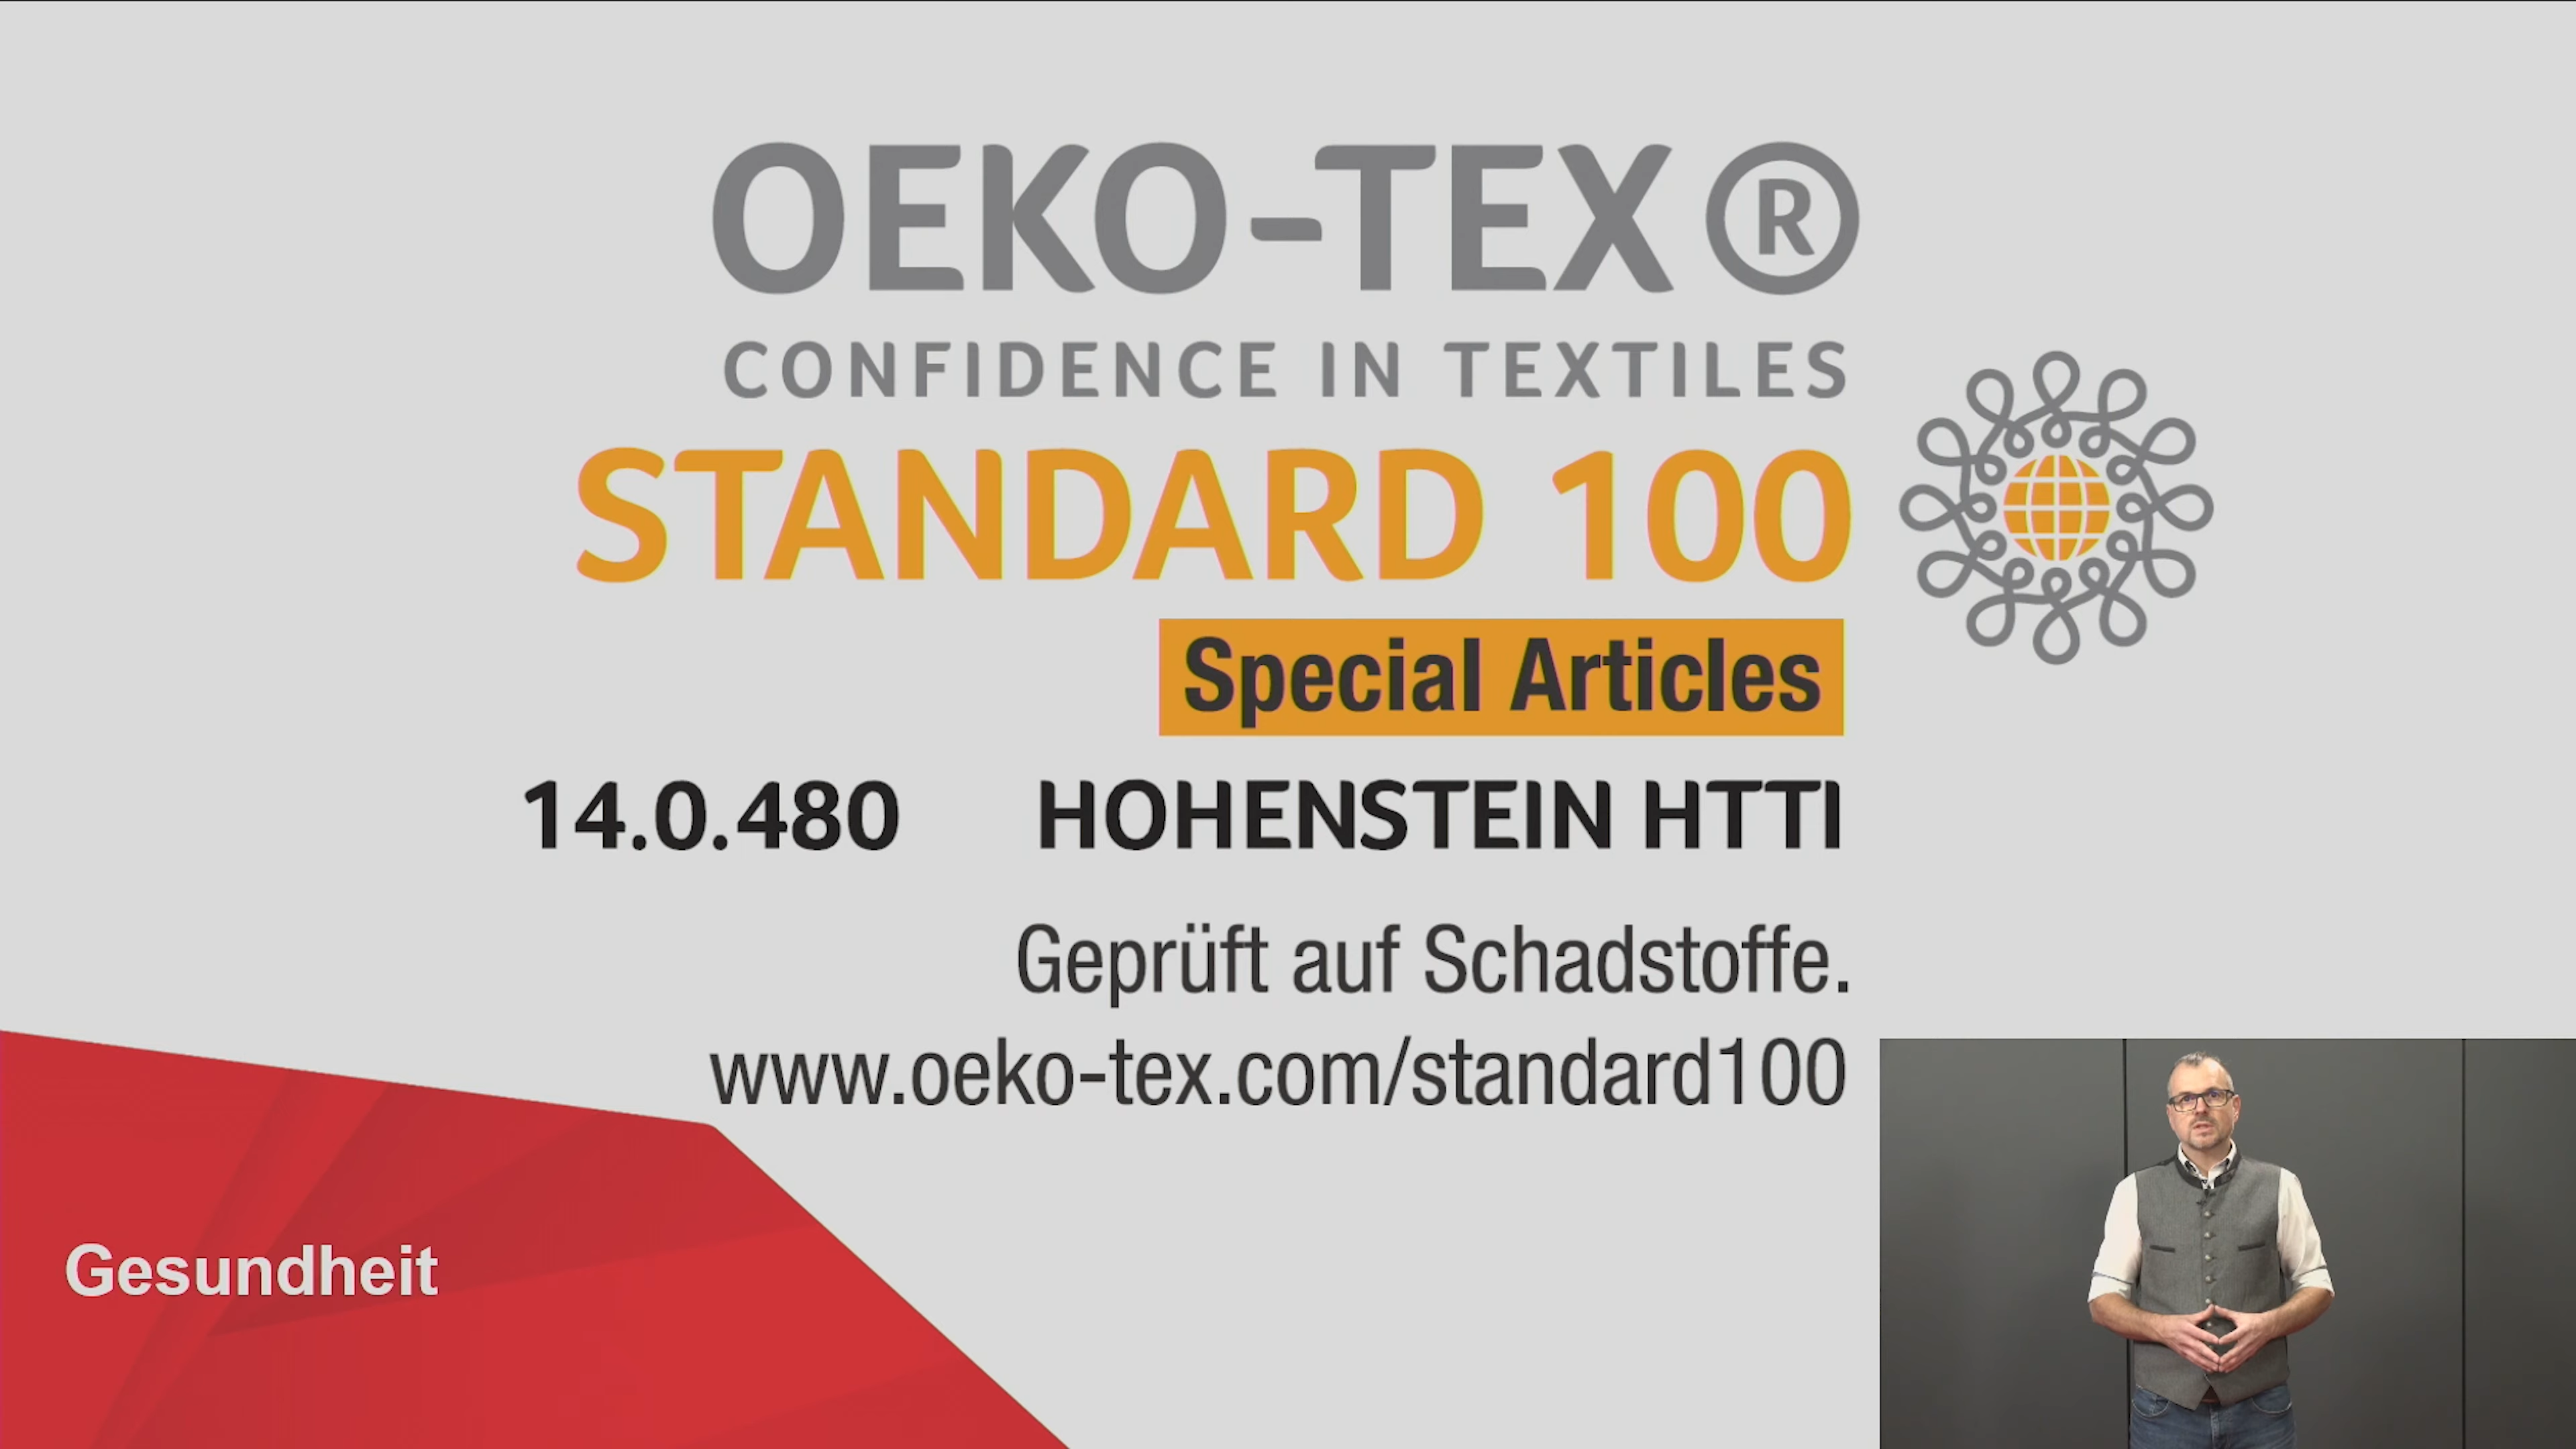 OEKO-TEX®
CONFIDENCE IN TEXTILES
STANDARD 100
Special Articles
14.0.480 HOHENSTEIN HTTI
Geprüft auf Schadstoffe.
www.oeko-tex.com/standard100
Gesundheit